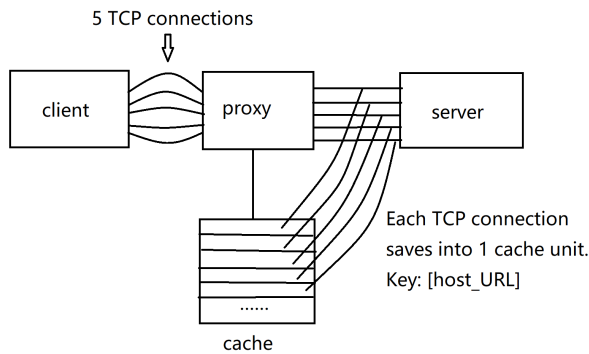 5 TCP connections
client
proxy
server
Each TCP connection
saves into 1 cache unit.
Key: [host_URL]
......
cache